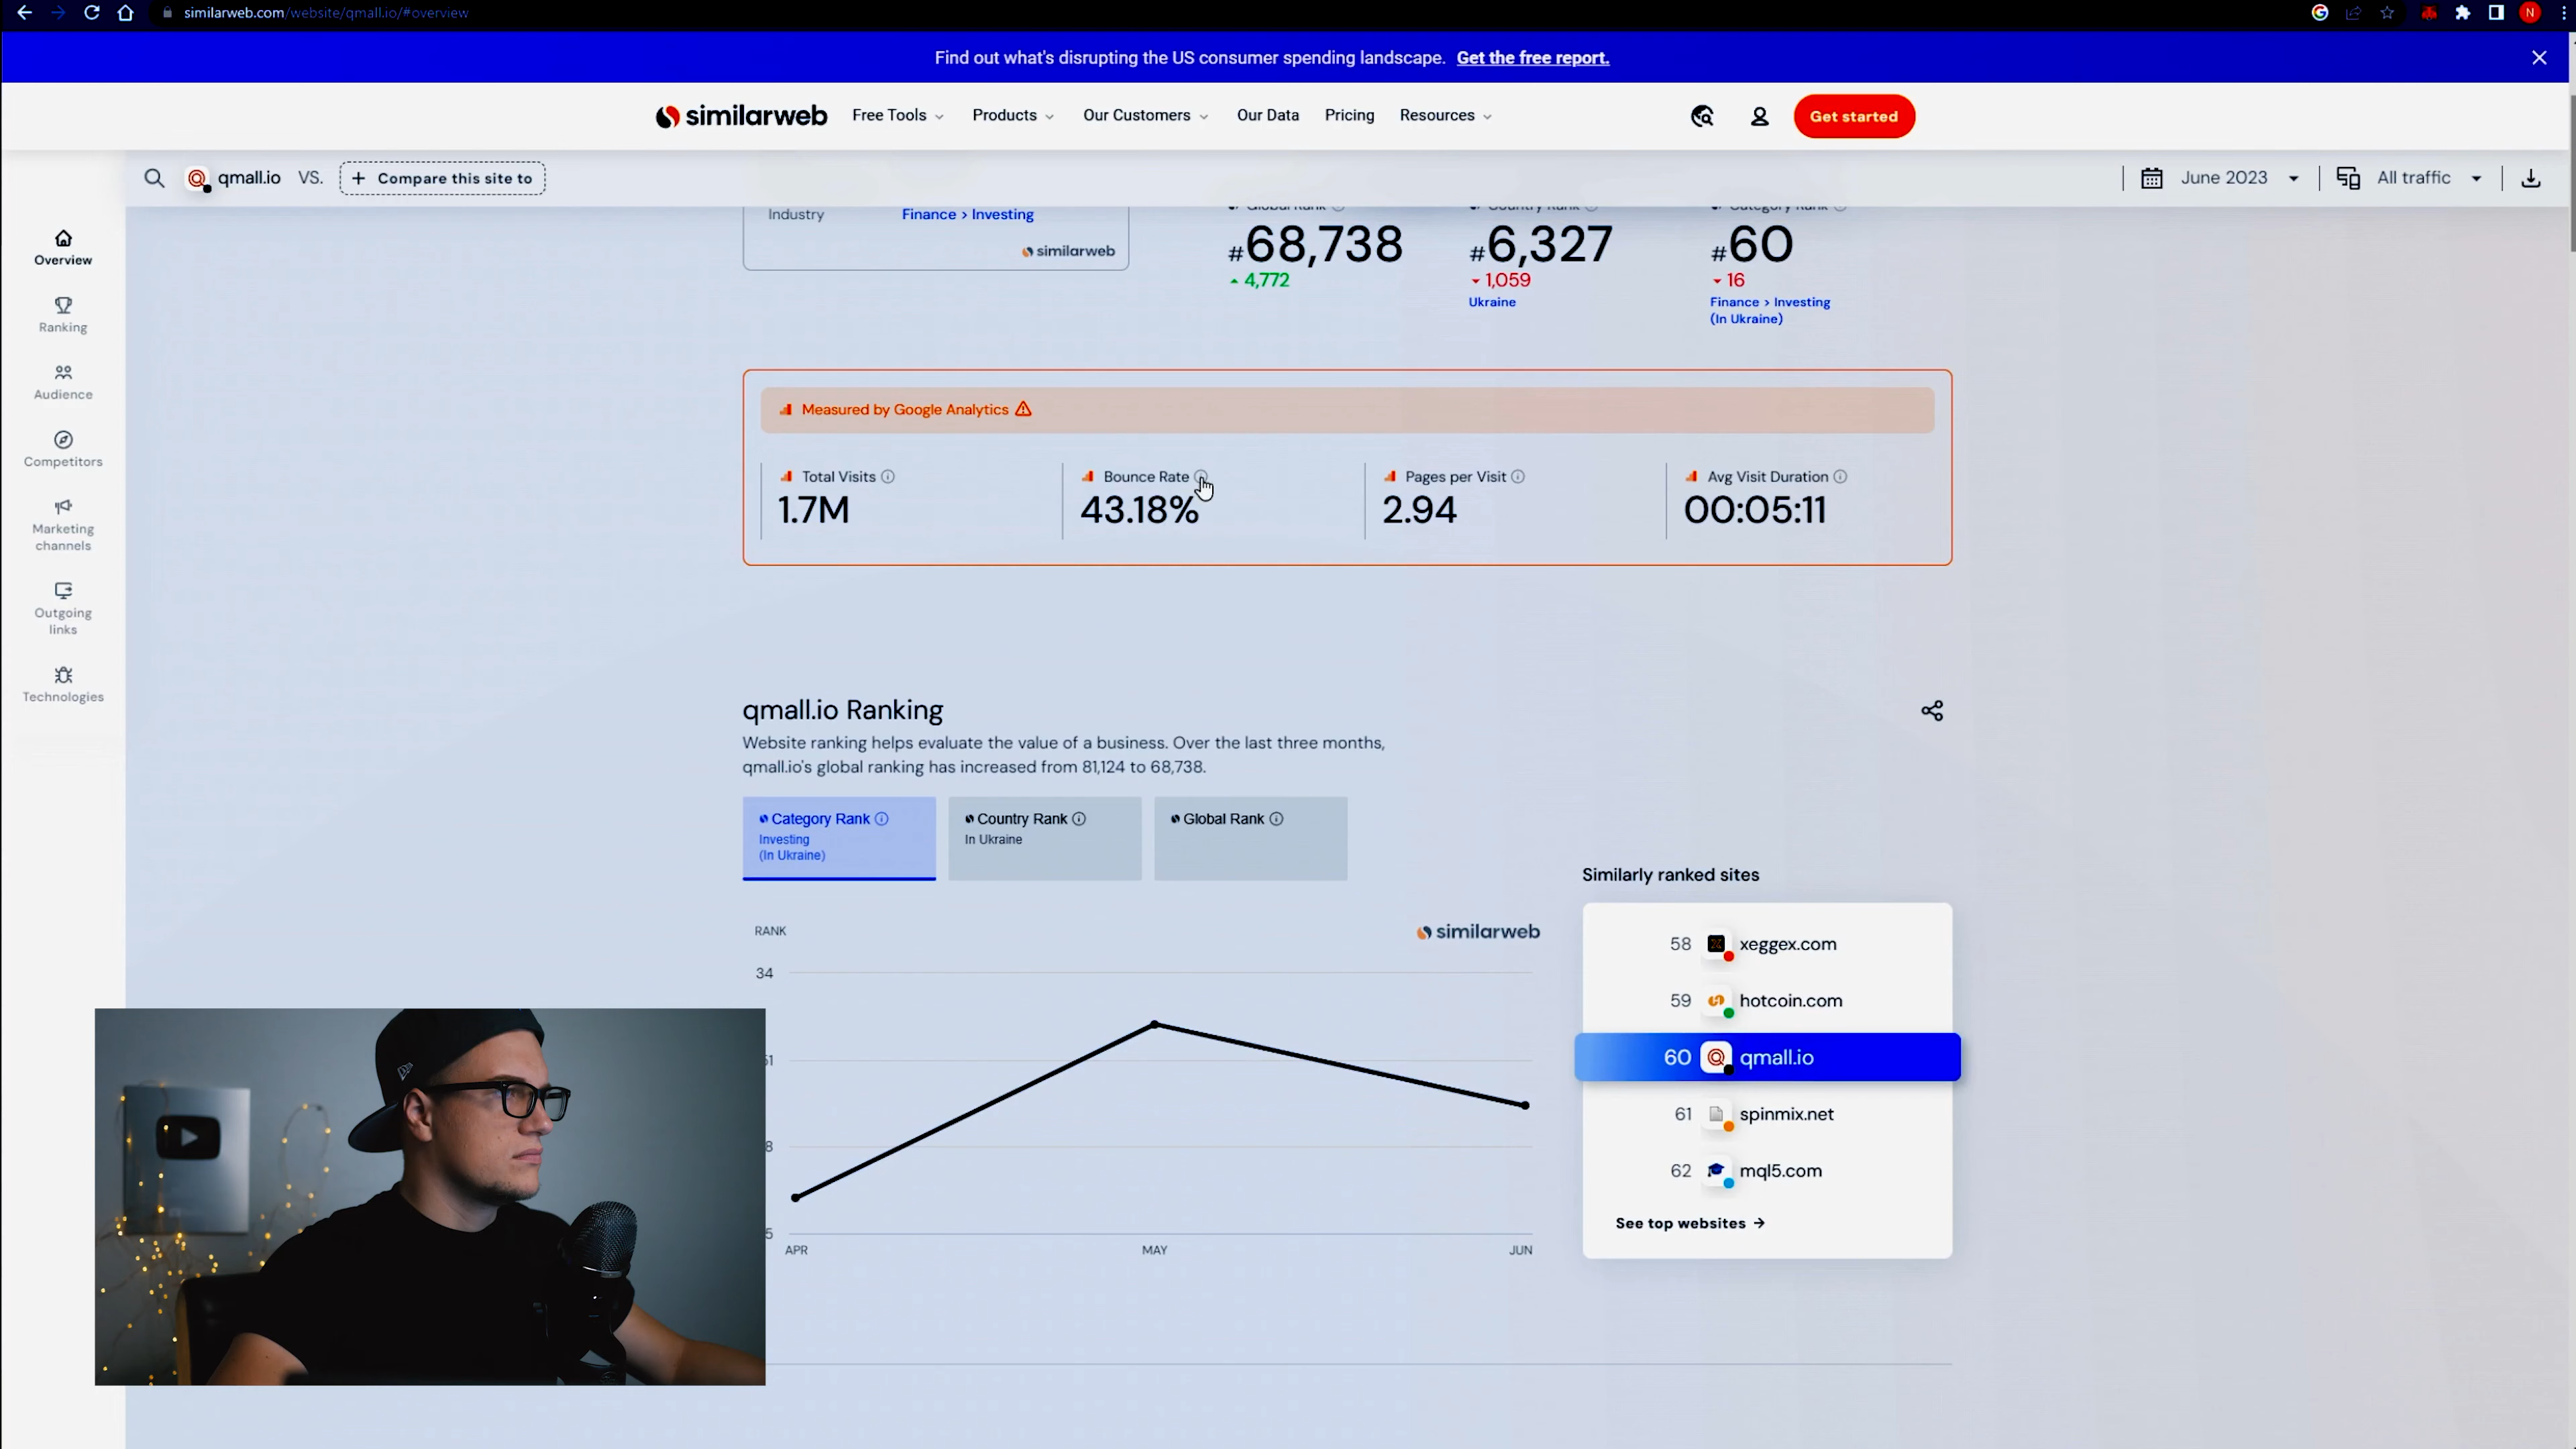 similarweb.com/website/qmall.io/#overview
N
Find out what's disrupting the US consumer spending landscape. Get the free report.
similarweb Free Tools Products Our Customers Our Data Pricing Resources Get started
qmall.io VS. + Compare this site to June 2023 All traffic
Overview
Ranking
Audience
Competitors
Marketing
channels
Outgoing
links
Technologies
Industry Finance > Investing
similarweb
Global Rank Country Rank Category Rank
#68,738 #6,327 #60
4,772 1,059 16
Ukraine Finance > Investing
(In Ukraine)
Measured by Google Analytics
Total Visits Bounce Rate Pages per Visit Avg Visit Duration
1.7M 43.18% 2.94 00:05:11
qmall.io Ranking
Website ranking helps evaluate the value of a business. Over the last three months,
qmall.io's global ranking has increased from 81,124 to 68,738.
Category Rank Country Rank Global Rank
Investing In Ukraine
(In Ukraine)
RANK similarweb
34
APR MAY JUN
Similarly ranked sites
58 xeggex.com
59 hotcoin.com
60 qmall.io
61 spinmix.net
62 mql5.com
See top websites →